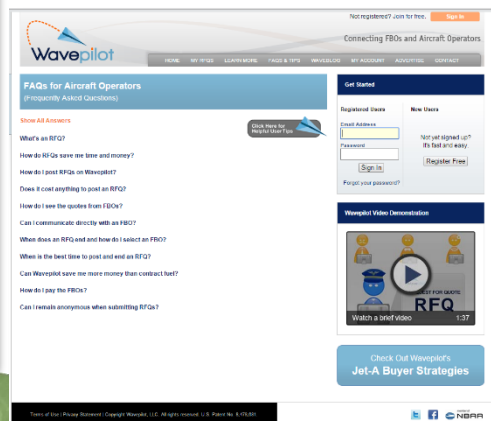 Not registered? Join for free. Sign In
Wavepilot
Connecting FBOs and Aircraft Operators
HOME MY RFQS LEARN MORE FAQS & TIPS WAVEBLOG MY ACCOUNT ADVERTISE CONTACT
FAQs for Aircraft Operators
(Frequently Asked Questions)
Show All Answers
Click Here for
Helpful User Tips
What's an RFQ?
How do RFQs save me time and money?
How do I post RFQs on Wavepilot?
Does it cost anything to post an RFQ?
How do I see the quotes from FBOs?
Can I communicate directly with an FBO?
When does an RFQ end and how do I select an FBO?
When is the best time to post and end an RFQ?
Can Wavepilot save me more money than contract fuel?
How do I pay the FBOs?
Can I remain anonymous when submitting RFQs?
Get Started
Registered Users
Email Address
Password
Sign In
Forgot your password?
New Users
Not yet signed up?
It's fast and easy
Register Free
Wavepilot Video Demonstration
EST FOR QUOTE
RFQ
Watch a brief video 1:37
Check Out Wavepilot's
Jet-A Buyer Strategies
Terms of Use | Privacy Statement | Copyright Wavepilot, LLC. All rights reserved. U.S. Patent No.
NBAA